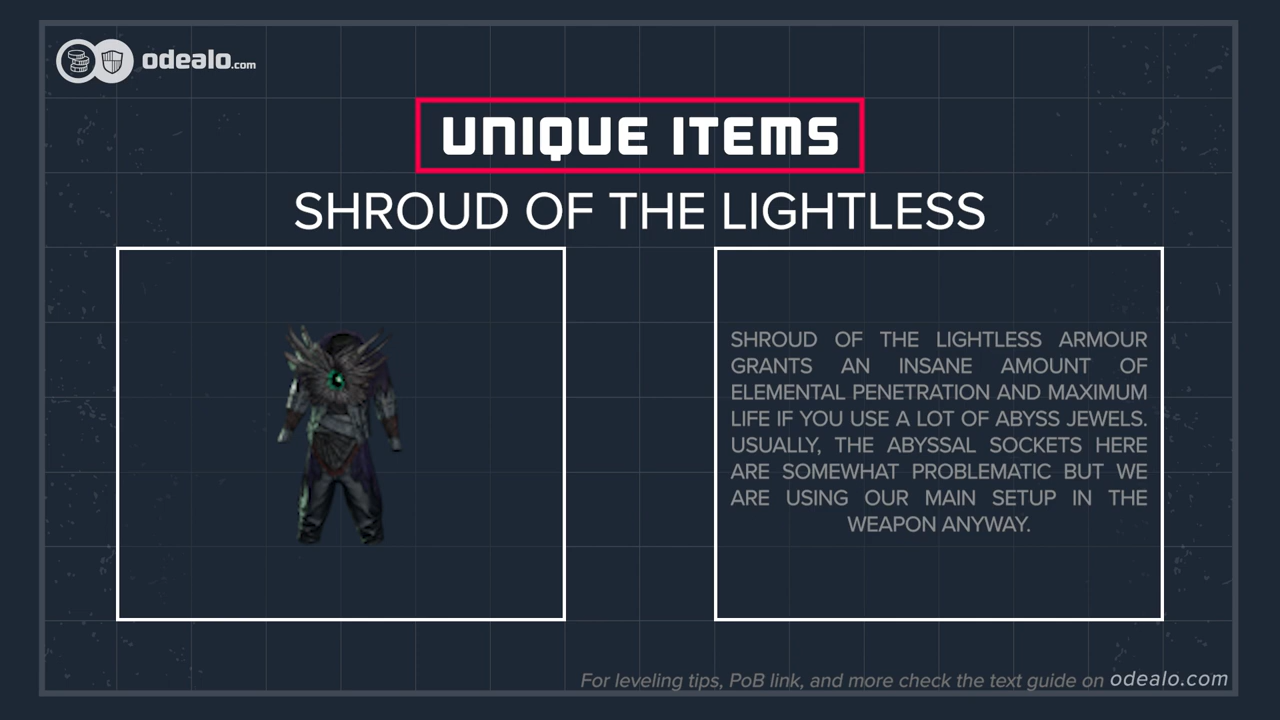 odealo.com
UNIQUE ITEMS
SHROUD OF THE LIGHTLESS
SHROUD OF THE LIGHTLESS ARMOUR
GRANTS AN INSANE AMOUNT OF
ELEMENTAL PENETRATION AND MAXIMUM
LIFE IF YOU USE A LOT OF ABYSS JEWELS.
USUALLY, THE ABYSSAL SOCKETS HERE
ARE SOMEWHAT PROBLEMATIC BUT WE
ARE USING OUR MAIN SETUP IN THE
WEAPON ANYWAY.
For leveling tips, PoB link, and more check the text guide on odealo.com